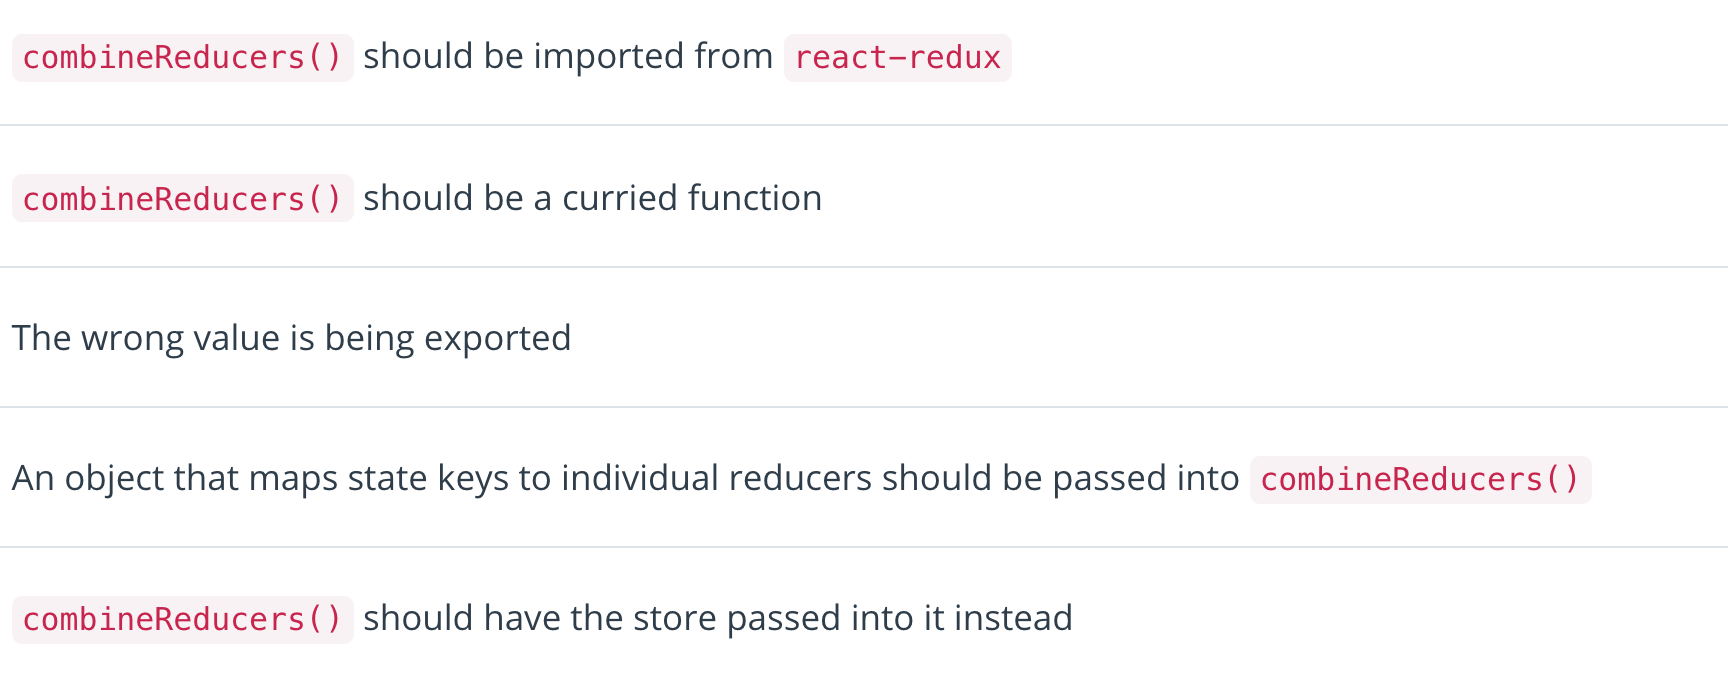 combineReducers() should be imported from react-redux
combineReducers() should be a curried function
The wrong value is being exported
An object that maps state keys to individual reducers should be passed into combineReducers()
combineReducers() should have the store passed into it instead